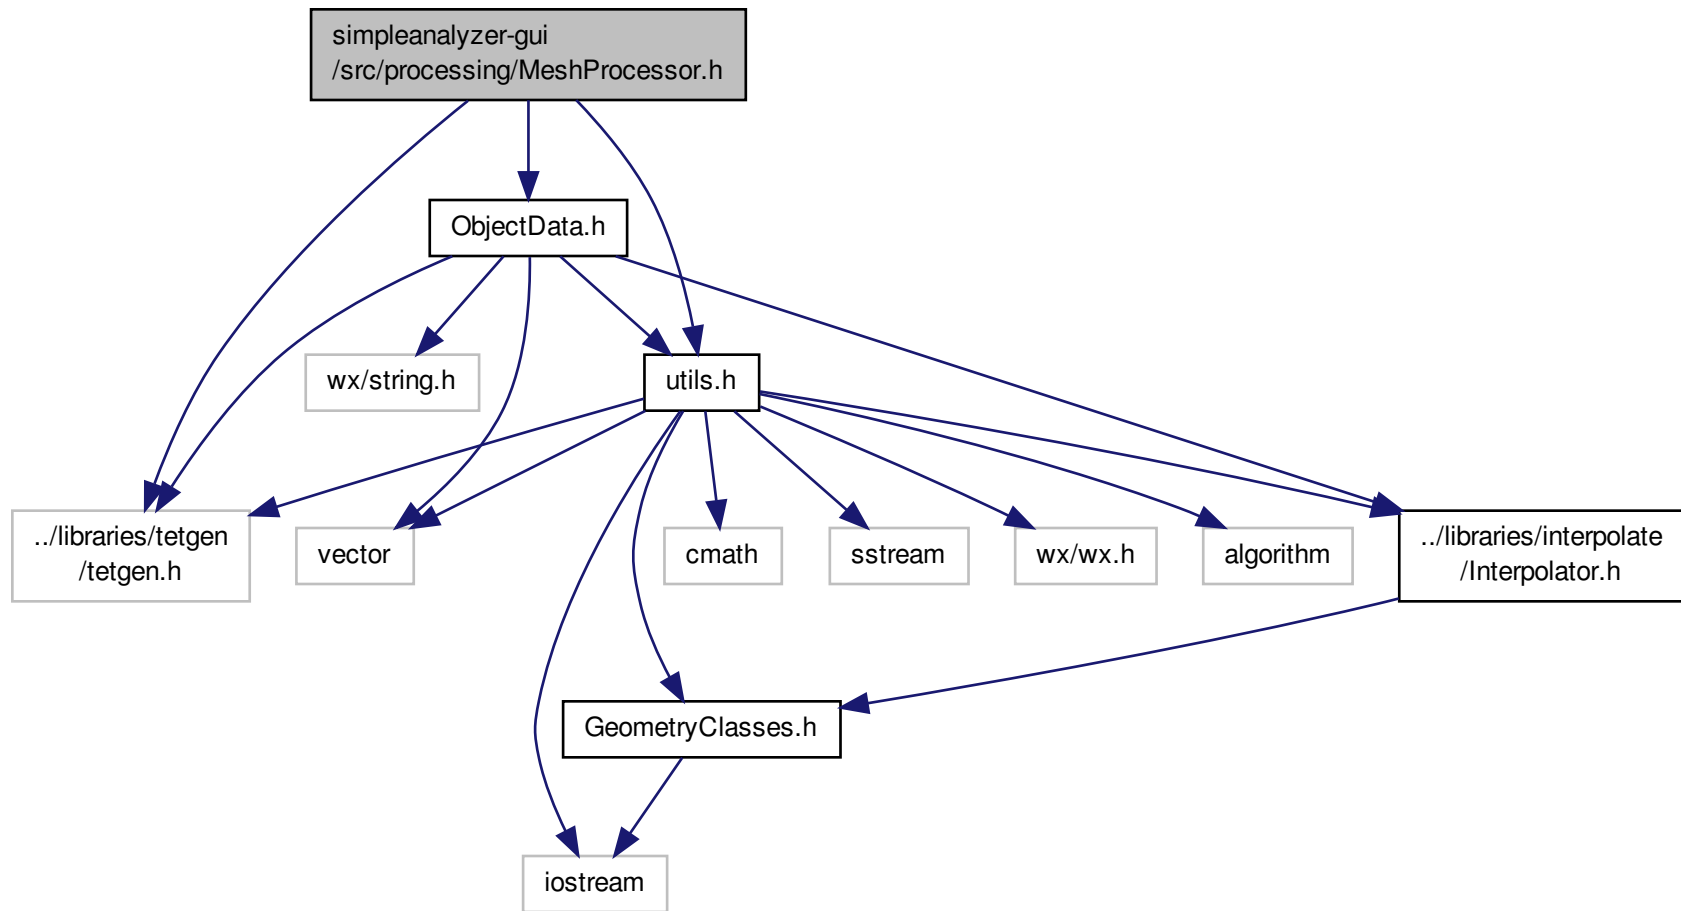 simpleanalyzer-gui
/src/processing/MeshProcessor.h
ObjectData.h
wx/string.h
utils.h
../libraries/tetgen
/tetgen.h
vector
cmath
sstream
wx/wx.h
algorithm
../libraries/interpolate
/Interpolator.h
GeometryClasses.h
iostream